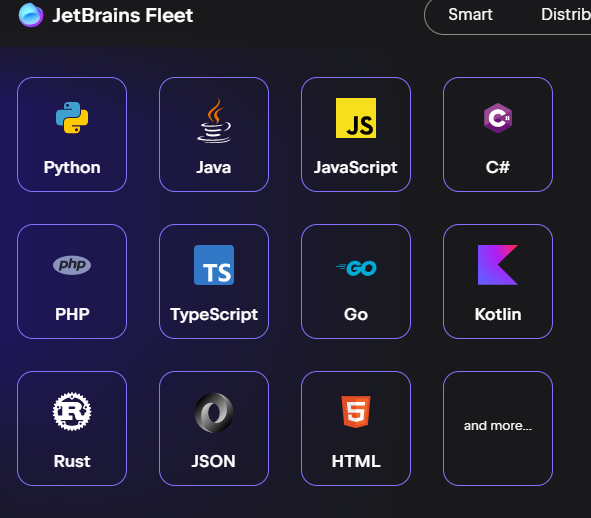 JetBrains Fleet
Smart
Distrib
Python
Java
JS
JavaScript
C#
C#
php
PHP
TS
TypeScript
GO
Go
Kotlin
R
Rust
JSON
5
HTML
and more...